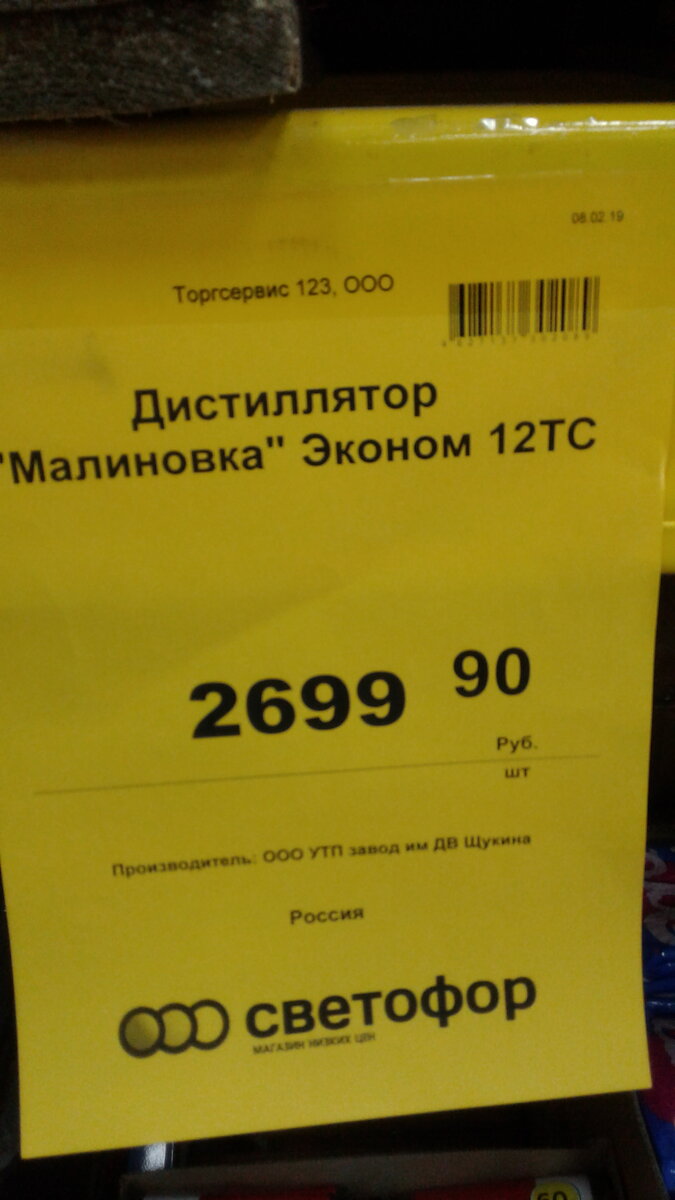 08.02.19
Торгсервис 123, ООО
Дистиллятор
"Малиновка" Эконом 12ТС
2699 90
Руб.
шт
Производитель: ООО УТП завод им ДВ Щукина
Россия
светофор
МАГАЗИН НИЗКИХ ЦЕН